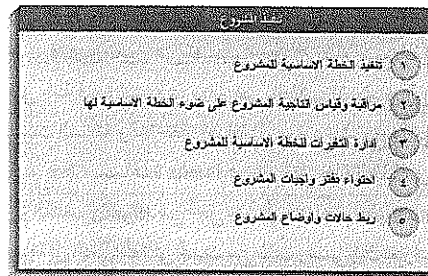 تنفيذ المشروع
١ تنفيذ الخطة الاساسية للمشروع
٢ مراقبة وقياس انتاجية المشروع على ضوء الخطة الاساسية لها
٣ ادارة التغيرات للخطة الاساسية للمشروع
٤ احتواء دفتر واجبات المشروع
٥ ربط حالات واوضاع المشروع